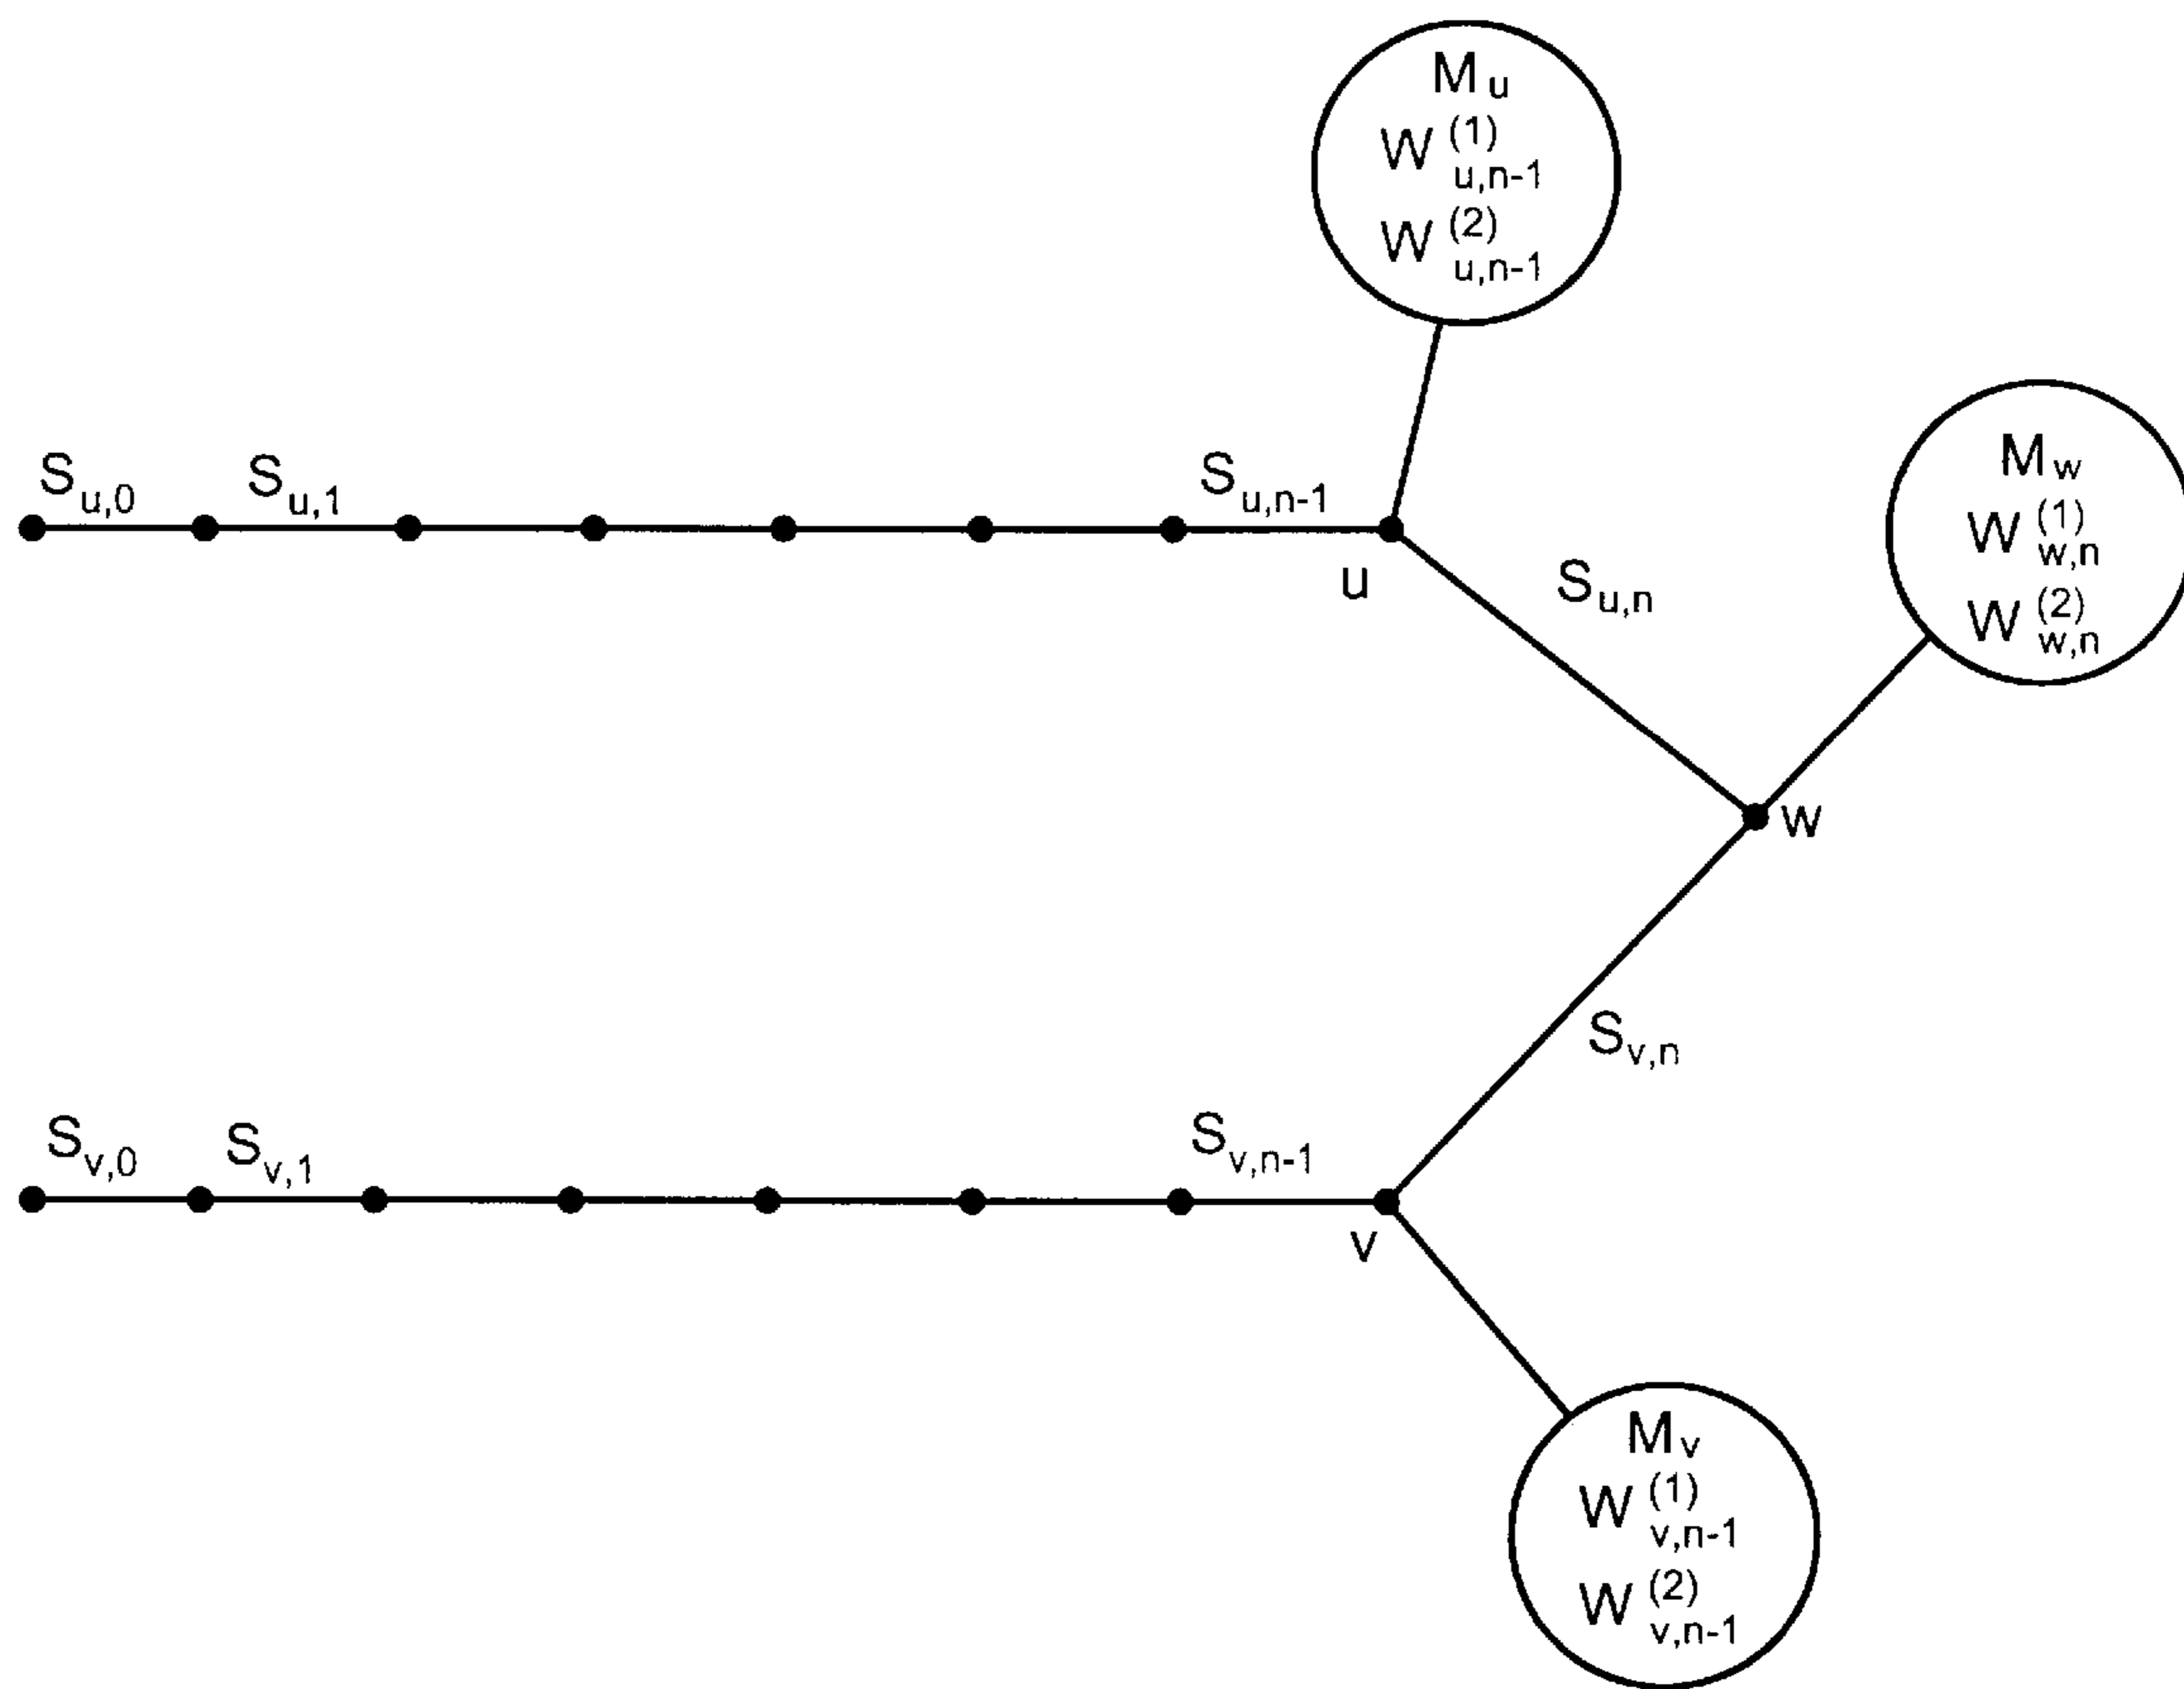 M u
W (1) u,n-1
W (2) u,n-1
M w
W (1) w,n
W (2) w,n
S u,0
S u,1
S u,n-1
u
S u,n
w
S v,n
S v,0
S v,1
S v,n-1
v
M v
W (1) v,n-1
W (2) v,n-1